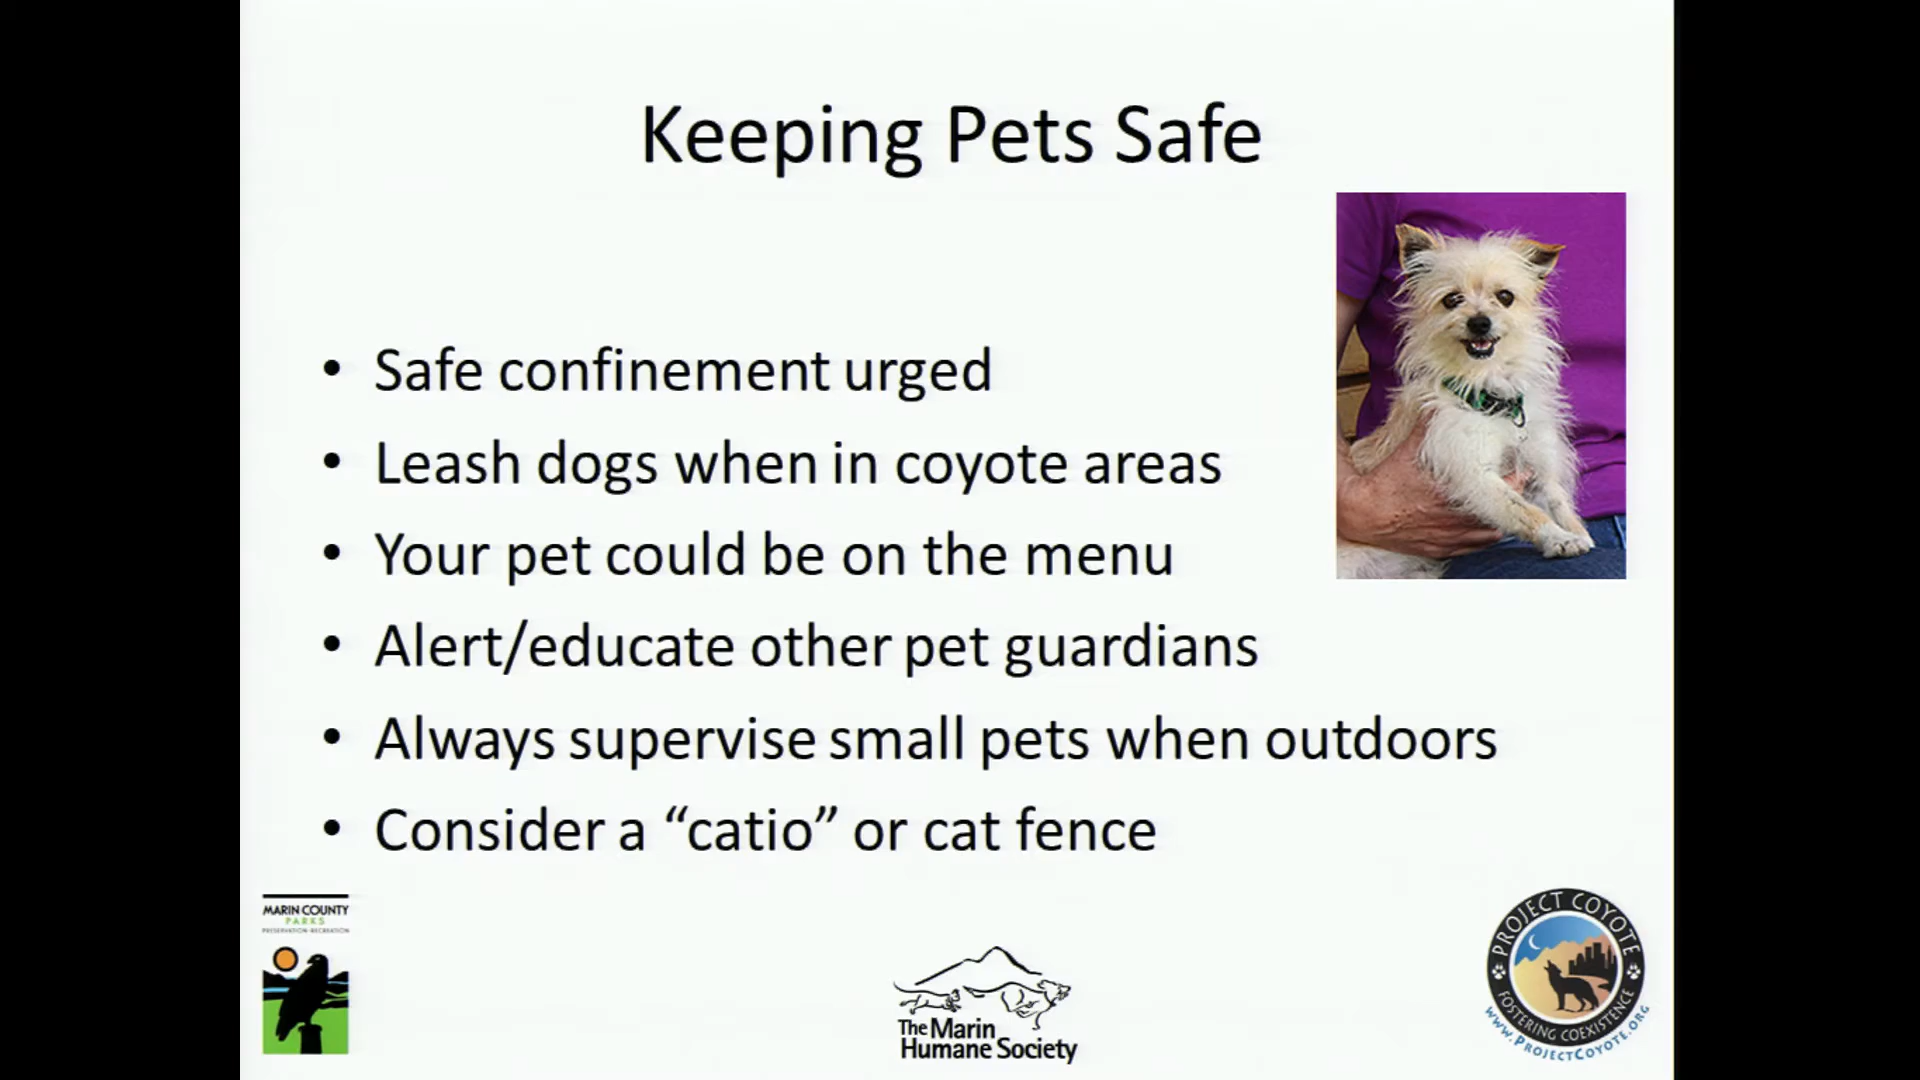 Keeping Pets Safe
• Safe confinement urged
• Leash dogs when in coyote areas
• Your pet could be on the menu
• Alert/educate other pet guardians
• Always supervise small pets when outdoors
• Consider a “catio” or cat fence
MARIN COUNTY
PARKS
PRESERVATION·RECREATION
The Marin
Humane Society
PROJECT COYOTE
FOSTERING COEXISTENCE
WWW.PROJECTCOYOTE.ORG